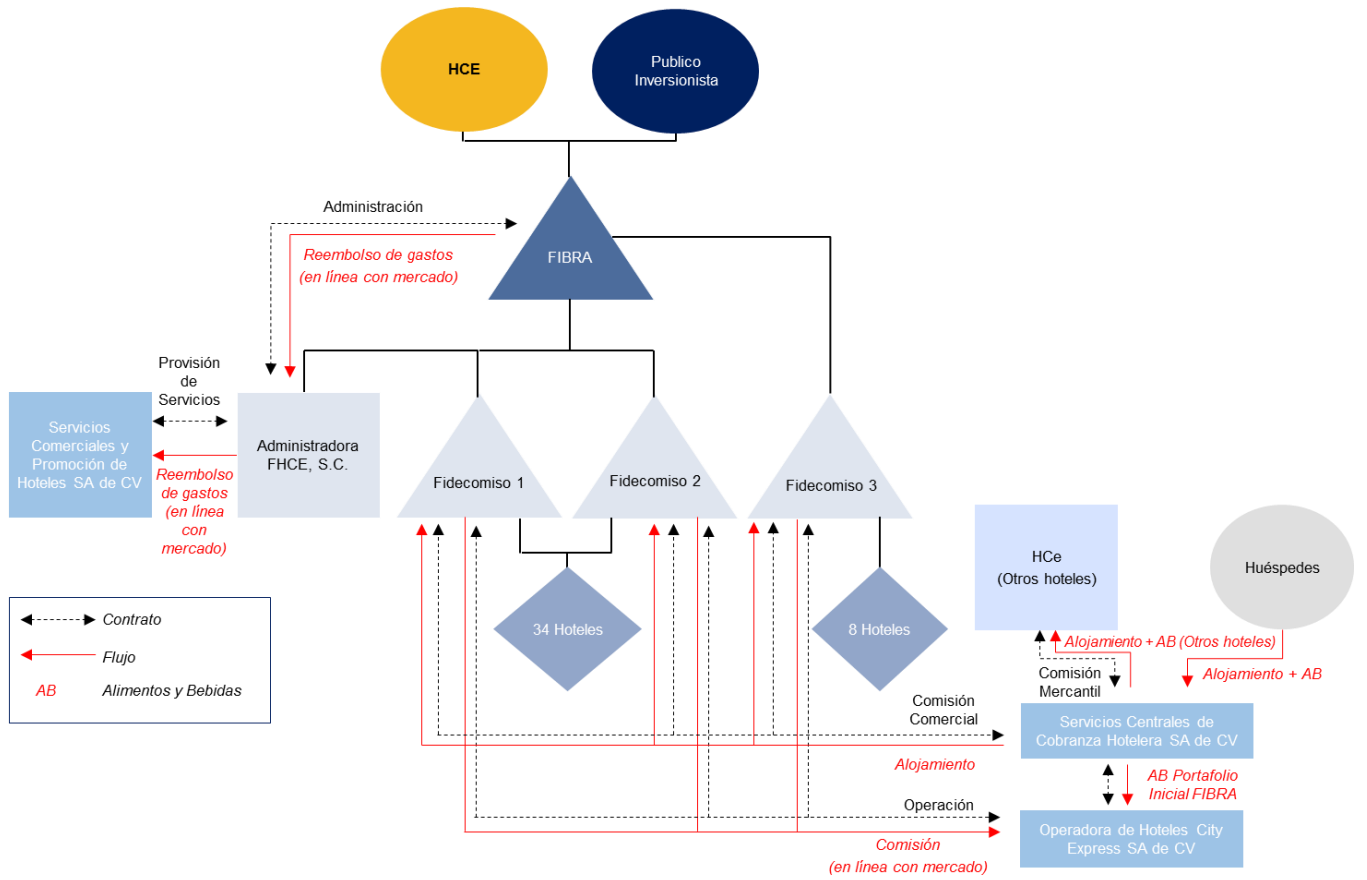 HCE
Publico
Inversionista
Administración
Reembolso de gastos
(en línea con mercado)
FIBRA
Provisión
de
Servicios
Servicios
Comerciales y
Promoción de
Hoteles SA de CV
Reembolso
de gastos
(en línea
con
mercado)
Administradora
FHCE, S.C.
Fidecomiso 1
Fidecomiso 2
Fidecomiso 3
34 Hoteles
8 Hoteles
HCe
(Otros hoteles)
Huéspedes
Contrato
Flujo
AB Alimentos y Bebidas
Alojamiento + AB (Otros hoteles)
Comisión
Mercantil
Alojamiento + AB
Comisión
Comercial
Servicios Centrales de
Cobranza Hotelera SA de CV
Alojamiento
AB Portafolio
Inicial FIBRA
Operación
Operadora de Hoteles City
Express SA de CV
Comisión
(en línea con mercado)